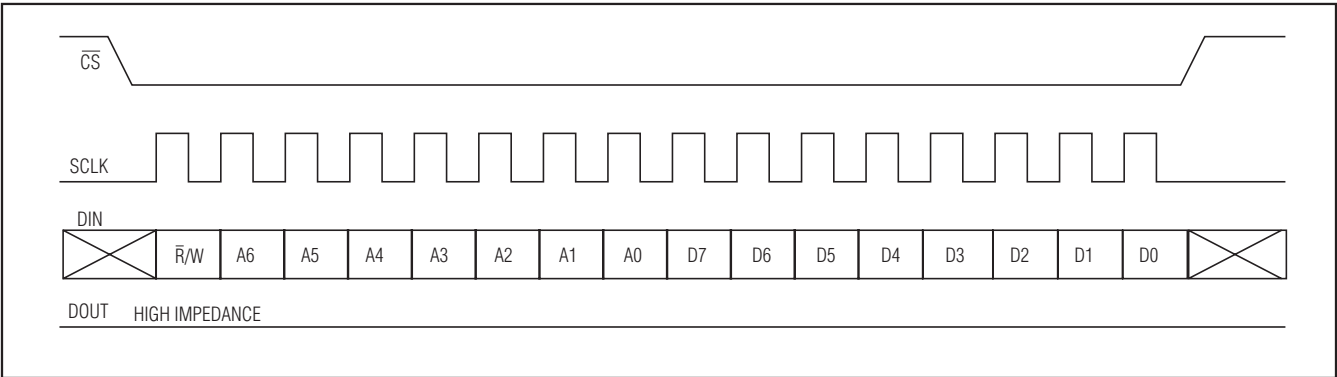 C̅S̅
SCLK
DIN
R̅/W A6 A5 A4 A3 A2 A1 A0 D7 D6 D5 D4 D3 D2 D1 D0
DOUT HIGH IMPEDANCE